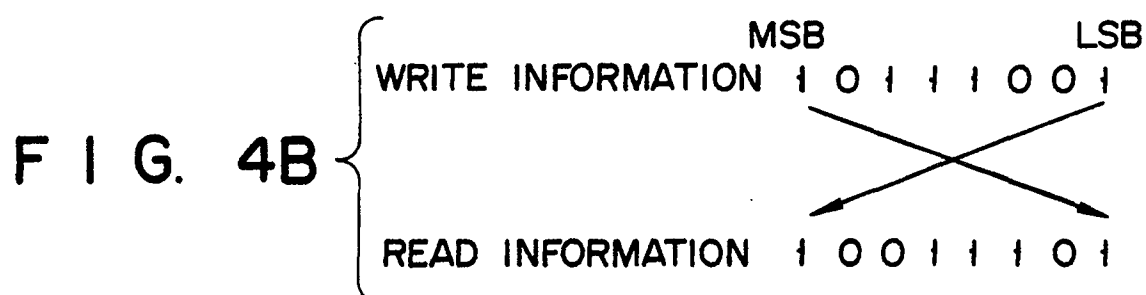 MSB LSB
WRITE INFORMATION 1 0 1 1 1 0 0 1
FIG. 4B
READ INFORMATION 1 0 0 1 1 1 0 1